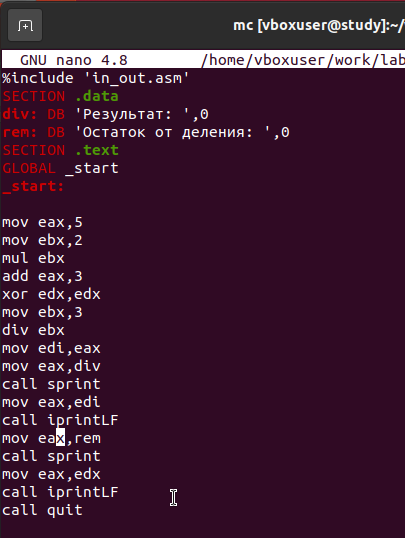 mc [vboxuser@study]:~/
GNU nano 4.8 /home/vboxuser/work/lab
%include 'in_out.asm'
SECTION .data
div: DB 'Результат: ',0
rem: DB 'Остаток от деления: ',0
SECTION .text
GLOBAL _start
_start:
mov eax,5
mov ebx,2
mul ebx
add eax,3
xor edx,edx
mov ebx,3
div ebx
mov edi,eax
mov eax,div
call sprint
mov eax,edi
call iprintLF
mov eax,rem
call sprint
mov eax,edx
call iprintLF
call quit